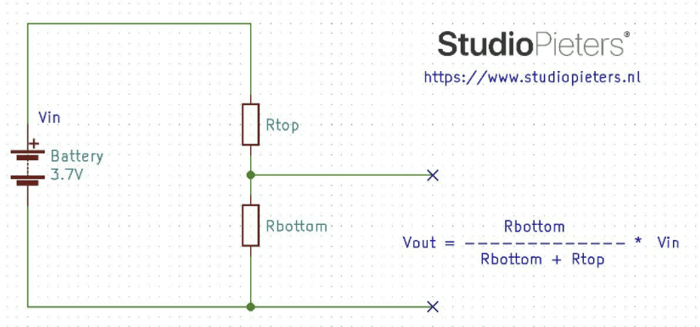 StudioPieters®
https://www.studiopieters.nl
Vin
+
Battery
3.7V
Rtop
Rbottom
Rbottom
Vout = --------------- * Vin
Rbottom + Rtop